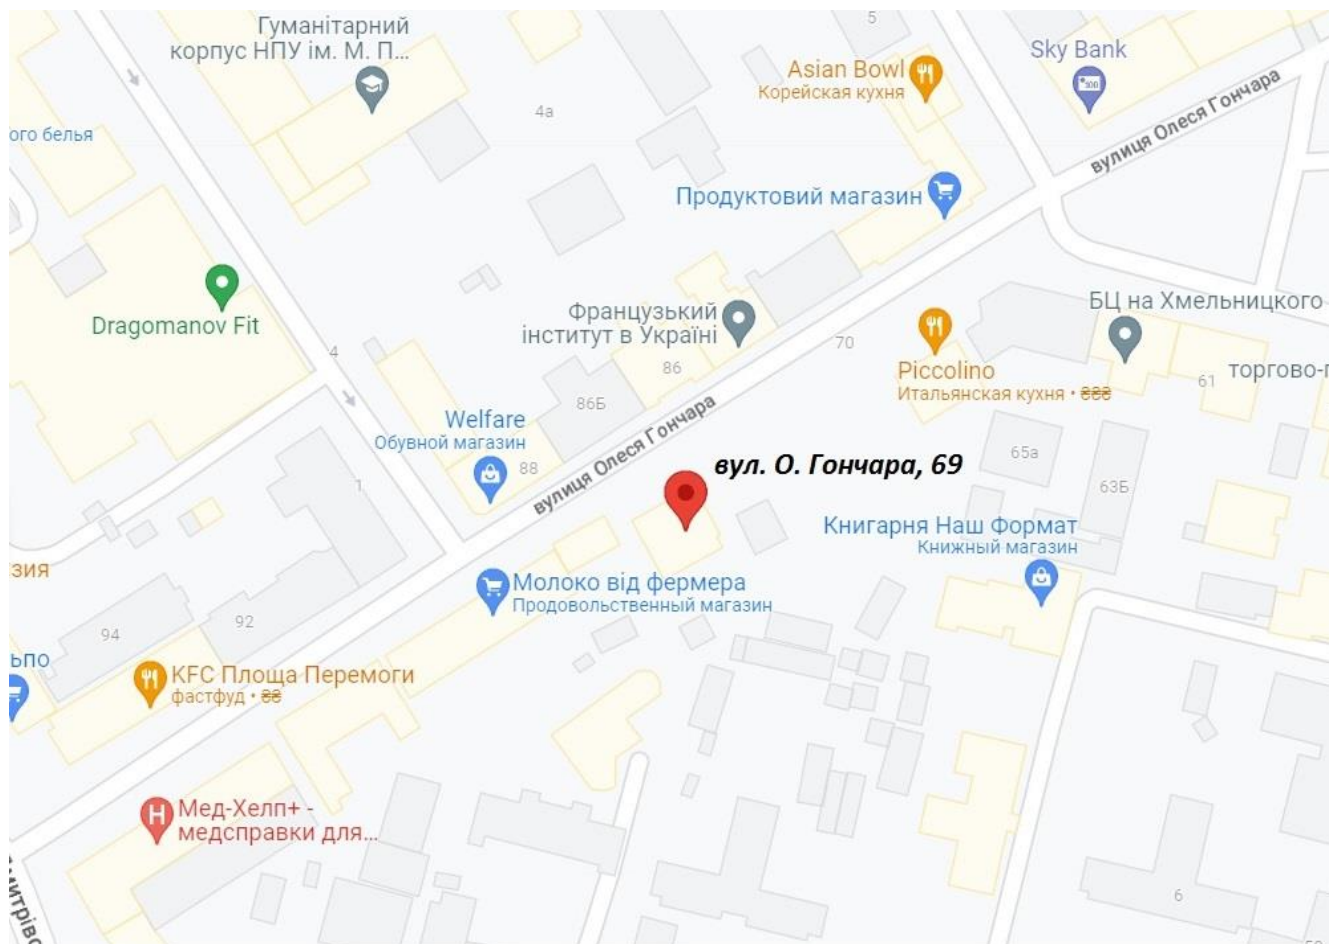 Гуманітарний
корпус НПУ ім. М. П...
5
Sky Bank
Asian Bowl
Корейская кухня
4а
ого белья
вулиця Олеся Гончара
Продуктовий магазин
Французький
інститут в Україні
БЦ на Хмельницкого
Dragomanov Fit
4
70
86
Piccolino
Итальянская кухня • ₴₴₴
61
торгово-г
86Б
Welfare
Обувной магазин
88
вулиця Олеся Гончара
вул. О. Гончара, 69
65а
63Б
1
Книгарня Наш Формат
Книжный магазин
зия
Молоко від фермера
Продовольственный магазин
94
92
ьпо
KFC Площа Перемоги
фастфуд • ₴₴
Мед-Хелп+ -
медсправки для...
митрівс
6